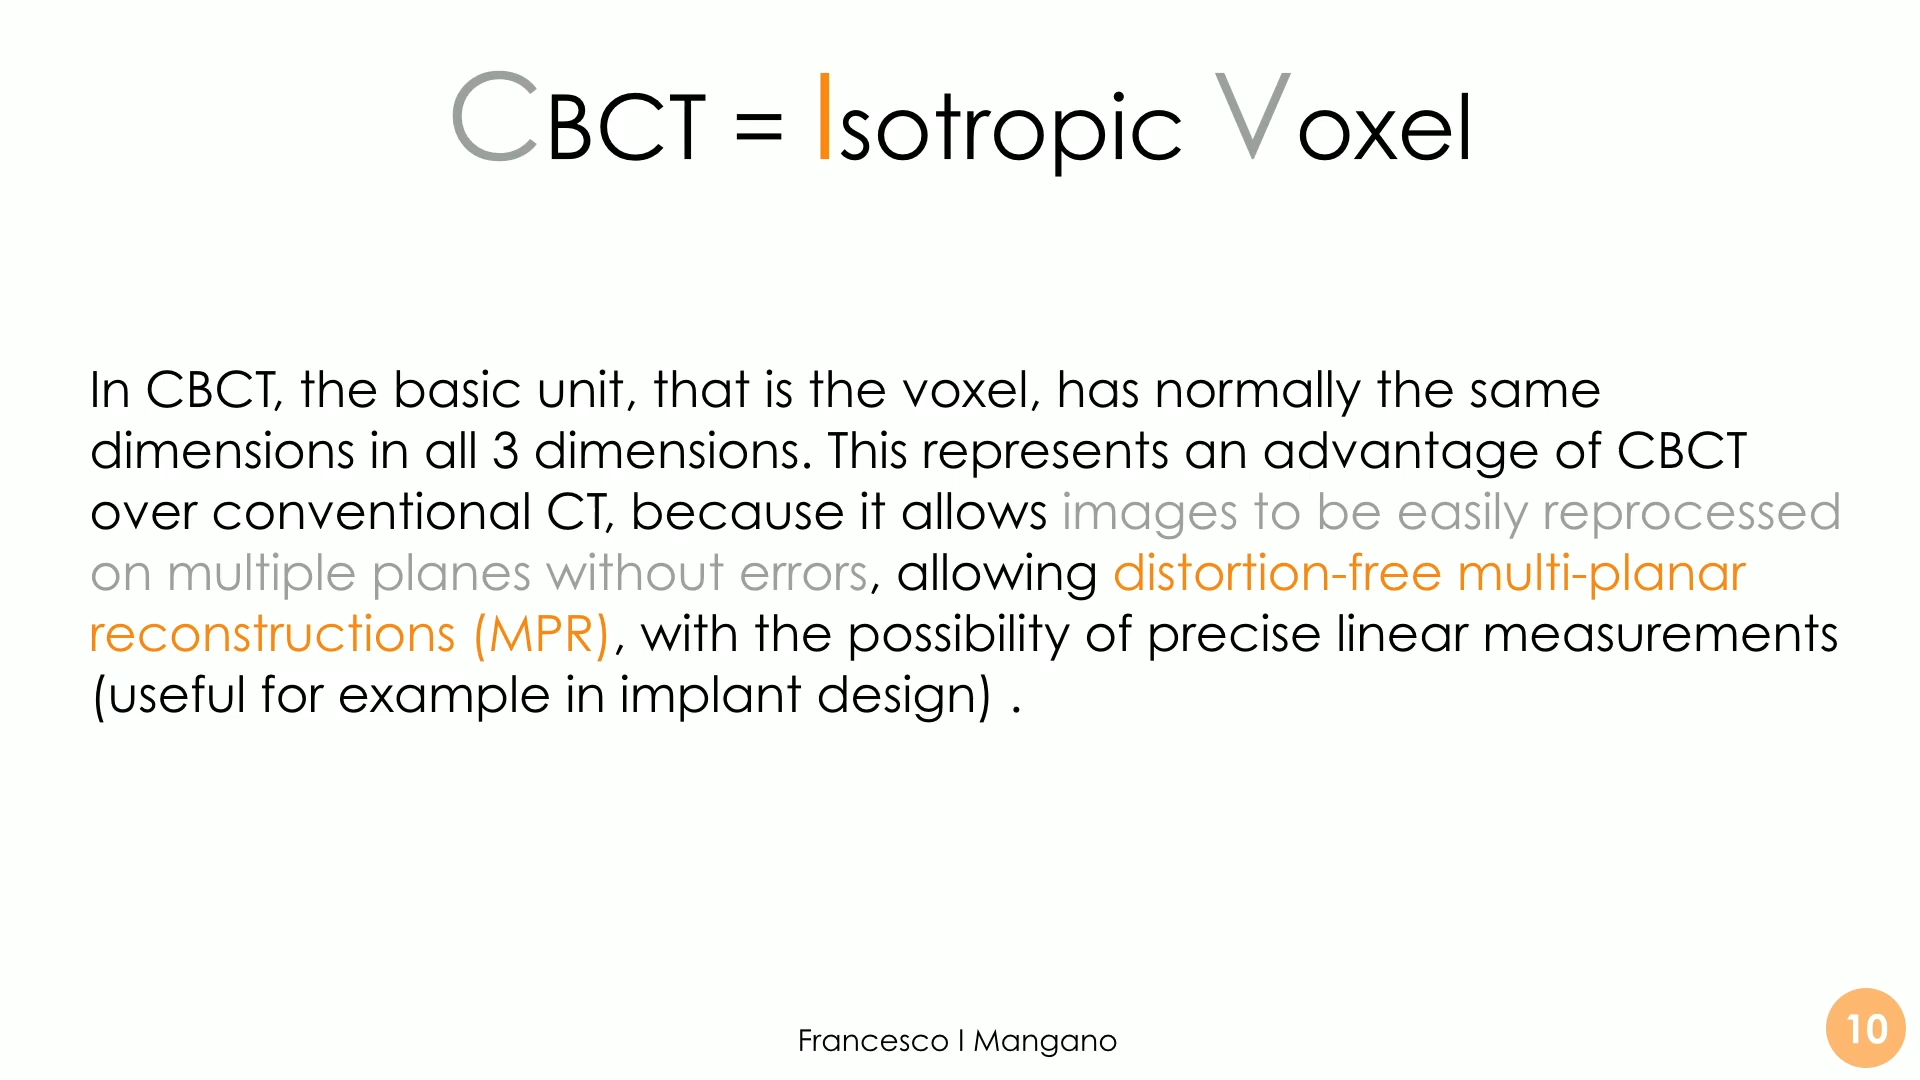 CBCT = Isotropic Voxel
In CBCT, the basic unit, that is the voxel, has normally the same
dimensions in all 3 dimensions. This represents an advantage of CBCT
over conventional CT, because it allows images to be easily reprocessed
on multiple planes without errors, allowing distortion-free multi-planar
reconstructions (MPR), with the possibility of precise linear measurements
(useful for example in implant design) .
Francesco I Mangano
10